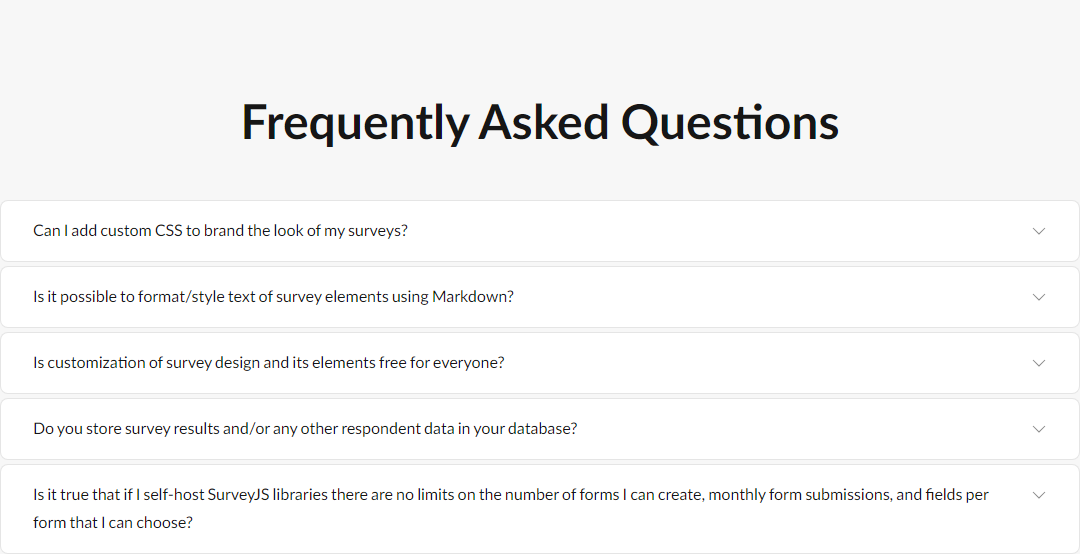 Frequently Asked Questions
Can I add custom CSS to brand the look of my surveys?
Is it possible to format/style text of survey elements using Markdown?
Is customization of survey design and its elements free for everyone?
Do you store survey results and/or any other respondent data in your database?
Is it true that if I self-host SurveyJS libraries there are no limits on the number of forms I can create, monthly form submissions, and fields per
form that I can choose?